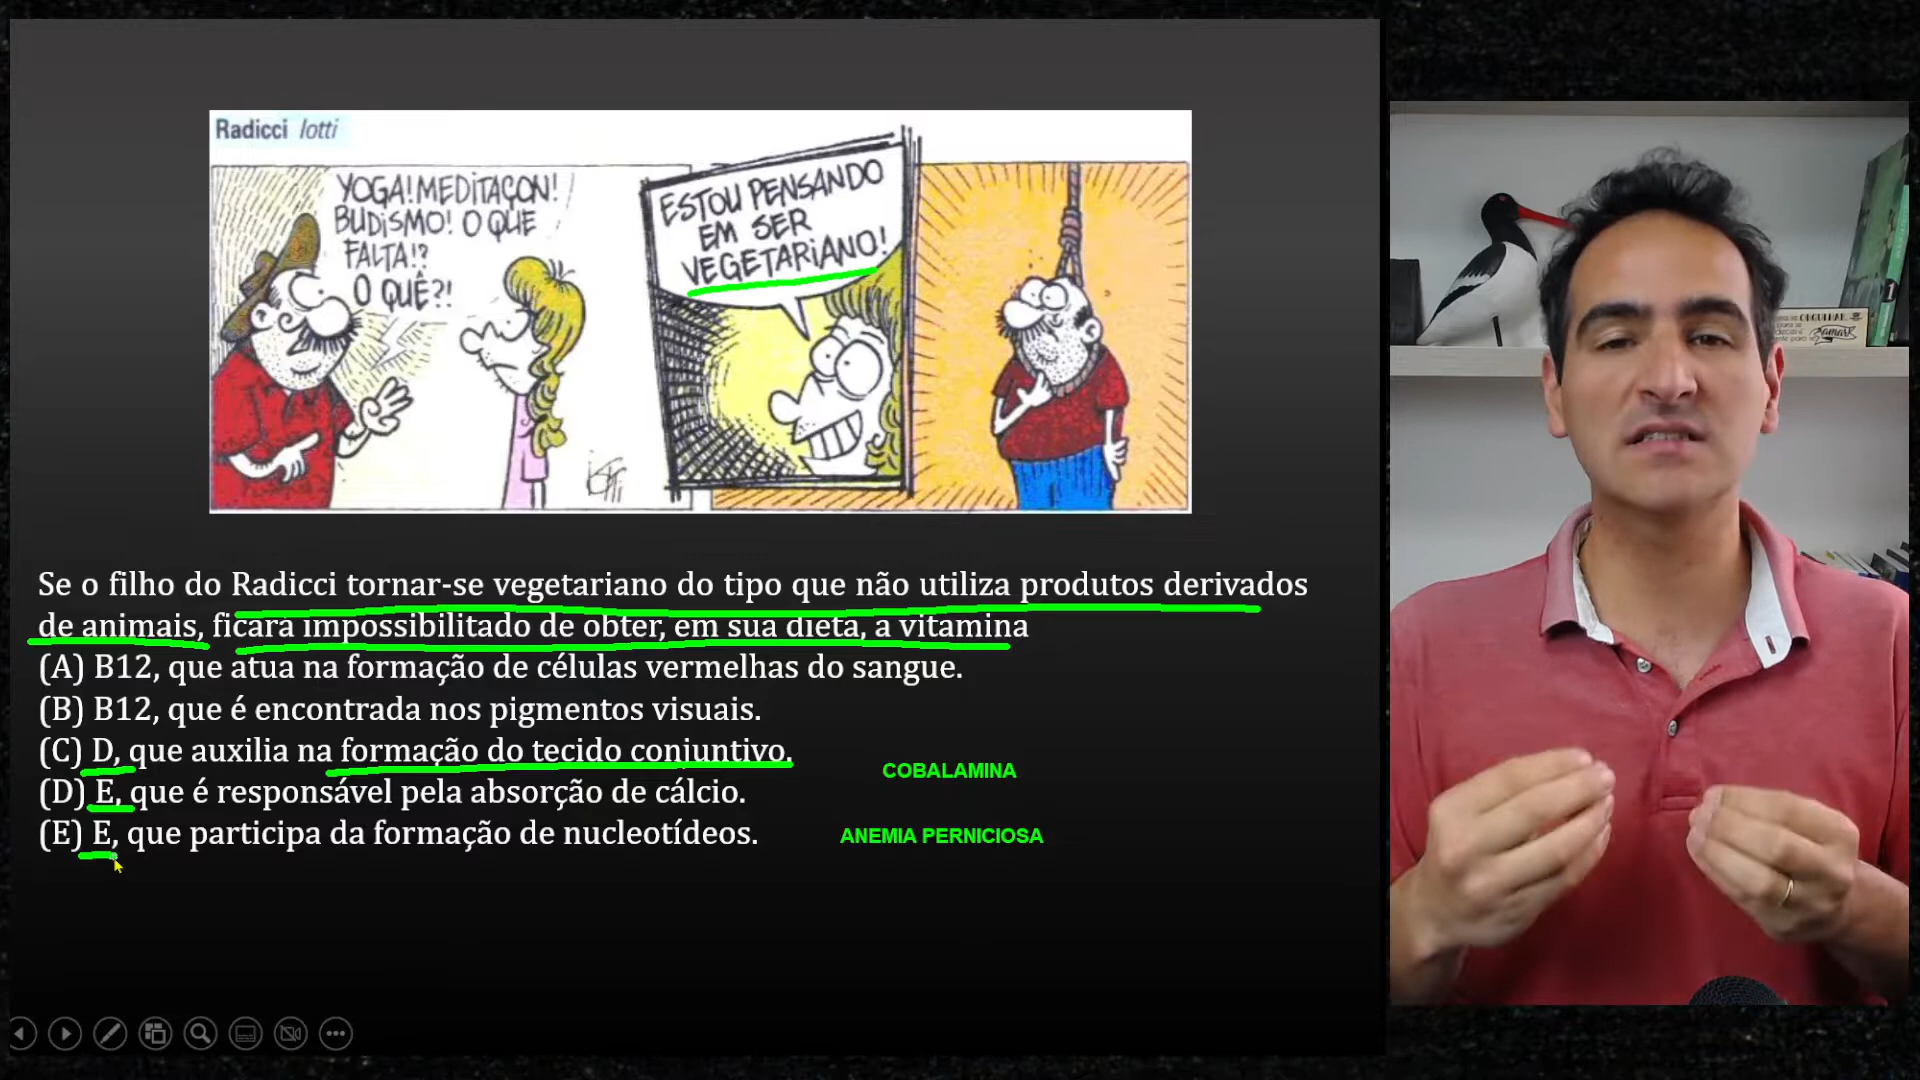 Radicci lotti
YOGA! MEDITAÇON!
BUDISMO! O QUE
FALTA!?
O QUÊ?!
ESTOU PENSANDO
EM SER
VEGETARIANO!
Se o filho do Radicci tornar-se vegetariano do tipo que não utiliza produtos derivados
de animais, ficará impossibilitado de obter, em sua dieta, a vitamina
(A) B12, que atua na formação de células vermelhas do sangue.
(B) B12, que é encontrada nos pigmentos visuais.
(C) D, que auxilia na formação do tecido conjuntivo.
(D) E, que é responsável pela absorção de cálcio.
(E) E, que participa da formação de nucleotídeos.
COBALAMINA
ANEMIA PERNICIOSA
ORGULHAR
1